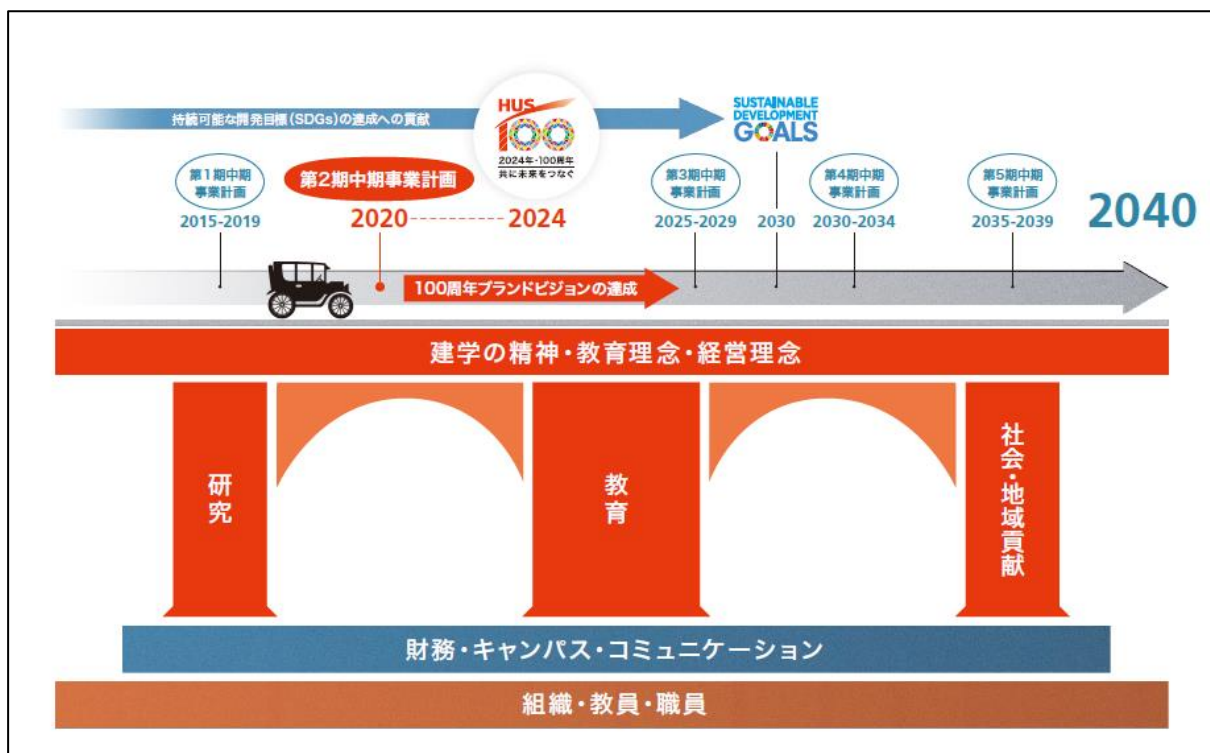 HUS
100
2024年-100周年
共に未来をつなぐ
持続可能な開発目標(SDGs)の達成への貢献
SUSTAINABLE
DEVELOPMENT
GOALS
第1期中期
事業計画
2015-2019
第2期中期事業計画
2020
2024
第3期中期
事業計画
2025-2029
2030
第4期中期
事業計画
2030-2034
第5期中期
事業計画
2035-2039
2040
100周年ブランドビジョンの達成
建学の精神・教育理念・経営理念
研究
教育
社会・地域貢献
財務・キャンパス・コミュニケーション
組織・教員・職員